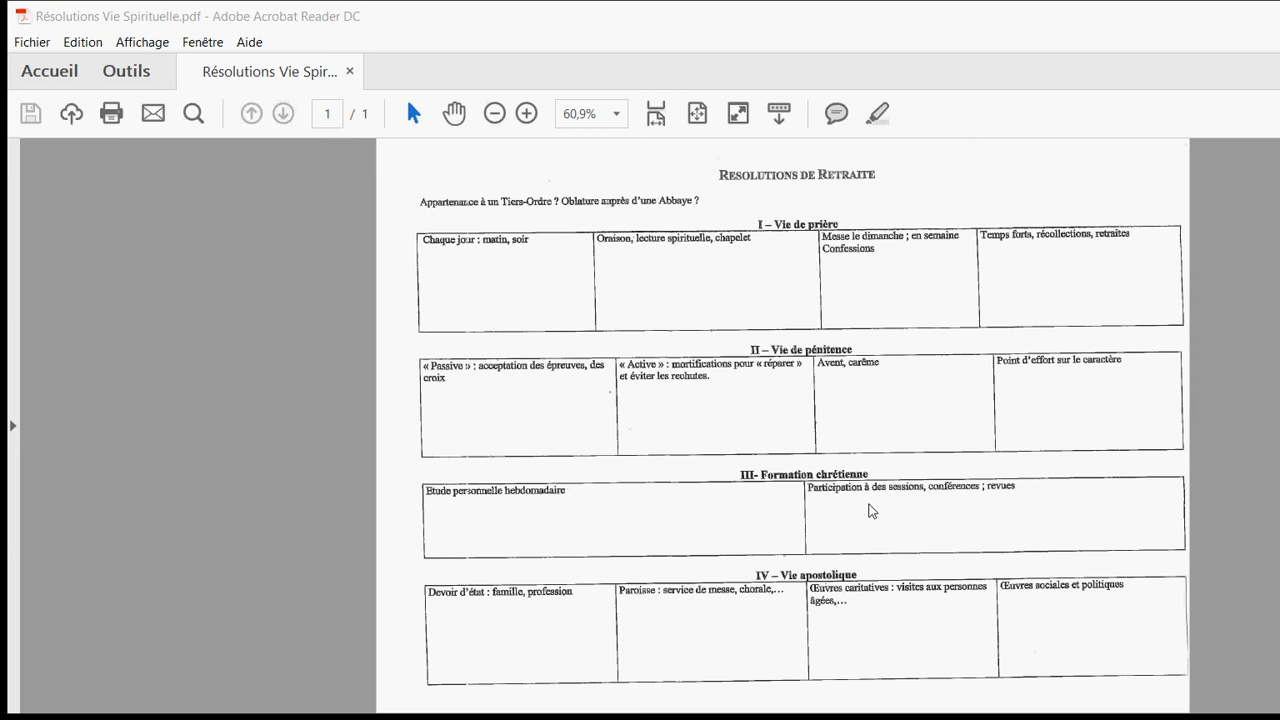 Résolutions Vie Spirituelle.pdf - Adobe Acrobat Reader DC
Fichier Edition Affichage Fenêtre Aide
Accueil Outils Résolutions Vie Spir... ×
1 / 1 60,9%
RESOLUTIONS DE RETRAITE
Appartenance à un Tiers-Ordre ? Oblature auprès d'une Abbaye ?
I – Vie de prière
Chaque jour : matin, soir
Oraison, lecture spirituelle, chapelet
Messe le dimanche ; en semaine
Confessions
Temps forts, récollections, retraites
II – Vie de pénitence
« Passive » : acceptation des épreuves, des
croix
« Active » : mortifications pour « réparer »
et éviter les rechutes.
Avent, carême
Point d'effort sur le caractère
III- Formation chrétienne
Etude personnelle hebdomadaire
Participation à des sessions, conférences ; revues
IV – Vie apostolique
Devoir d'état : famille, profession
Paroisse : service de messe, chorale,...
Œuvres caritatives : visites aux personnes
âgées,...
Œuvres sociales et politiques